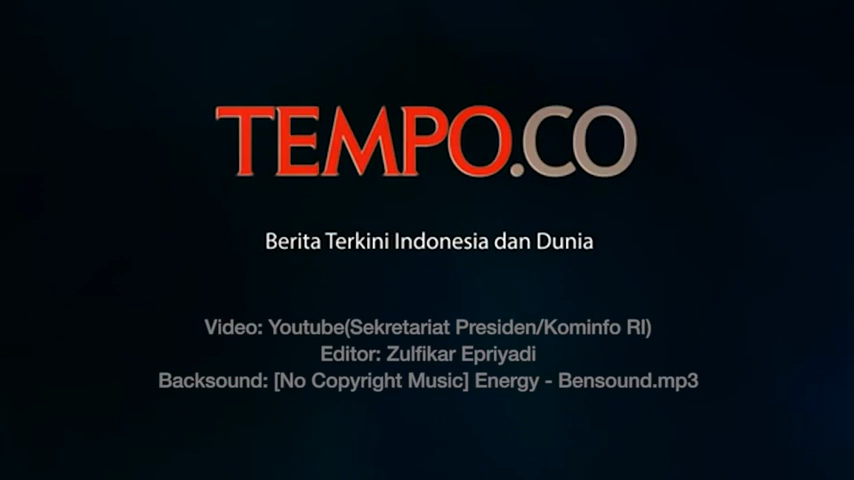 TEMPO.CO
Berita Terkini Indonesia dan Dunia
Video: Youtube(Sekretariat Presiden/Kominfo RI)
Editor: Zulfikar Epriyadi
Backsound: [No Copyright Music] Energy - Bensound.mp3